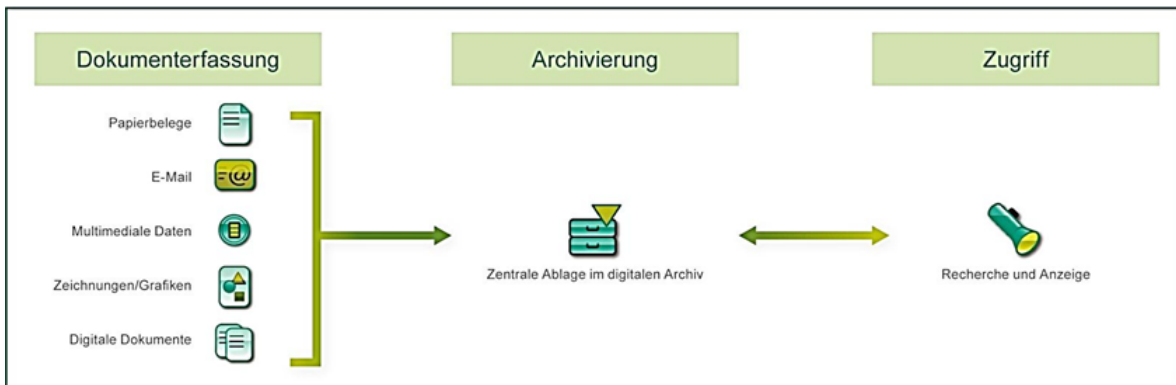 Dokumenterfassung
Archivierung
Zugriff
Papierbelege
E-Mail
Multimediale Daten
Zeichnungen/Grafiken
Digitale Dokumente
Zentrale Ablage im digitalen Archiv
Recherche und Anzeige